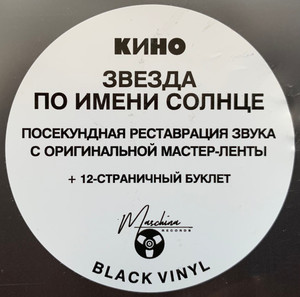 КИНО
ЗВЕЗДА
ПО ИМЕНИ СОЛНЦЕ
ПОСЕКУНДНАЯ РЕСТАВРАЦИЯ ЗВУКА
С ОРИГИНАЛЬНОЙ МАСТЕР-ЛЕНТЫ
+ 12-СТРАНИЧНЫЙ БУКЛЕТ
Maschina
RECORDS
BLACK VINYL